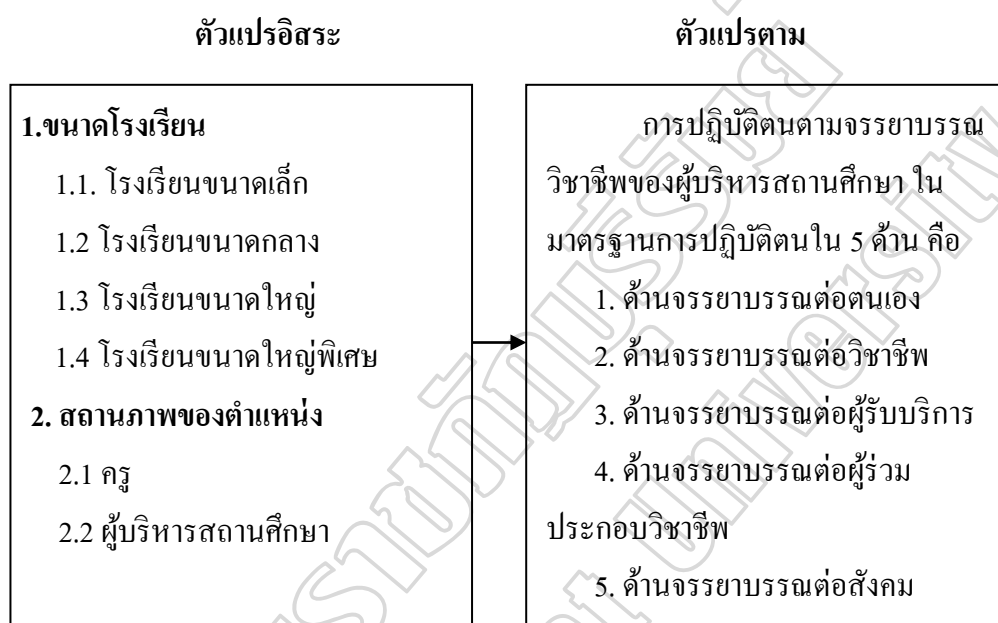 ตัวแปรอิสระ
ตัวแปรตาม
1.ขนาดโรงเรียน
1.1. โรงเรียนขนาดเล็ก
1.2 โรงเรียนขนาดกลาง
1.3 โรงเรียนขนาดใหญ่
1.4 โรงเรียนขนาดใหญ่พิเศษ
2. สถานภาพของตำแหน่ง
2.1 ครู
2.2 ผู้บริหารสถานศึกษา
การปฏิบัติตนตามจรรยาบรรณ
วิชาชีพของผู้บริหารสถานศึกษา ใน
มาตรฐานการปฏิบัติตนใน 5 ด้าน คือ
1. ด้านจรรยาบรรณต่อตนเอง
2. ด้านจรรยาบรรณต่อวิชาชีพ
3. ด้านจรรยาบรรณต่อผู้รับบริการ
4. ด้านจรรยาบรรณต่อผู้ร่วม
ประกอบวิชาชีพ
5. ด้านจรรยาบรรณต่อสังคม